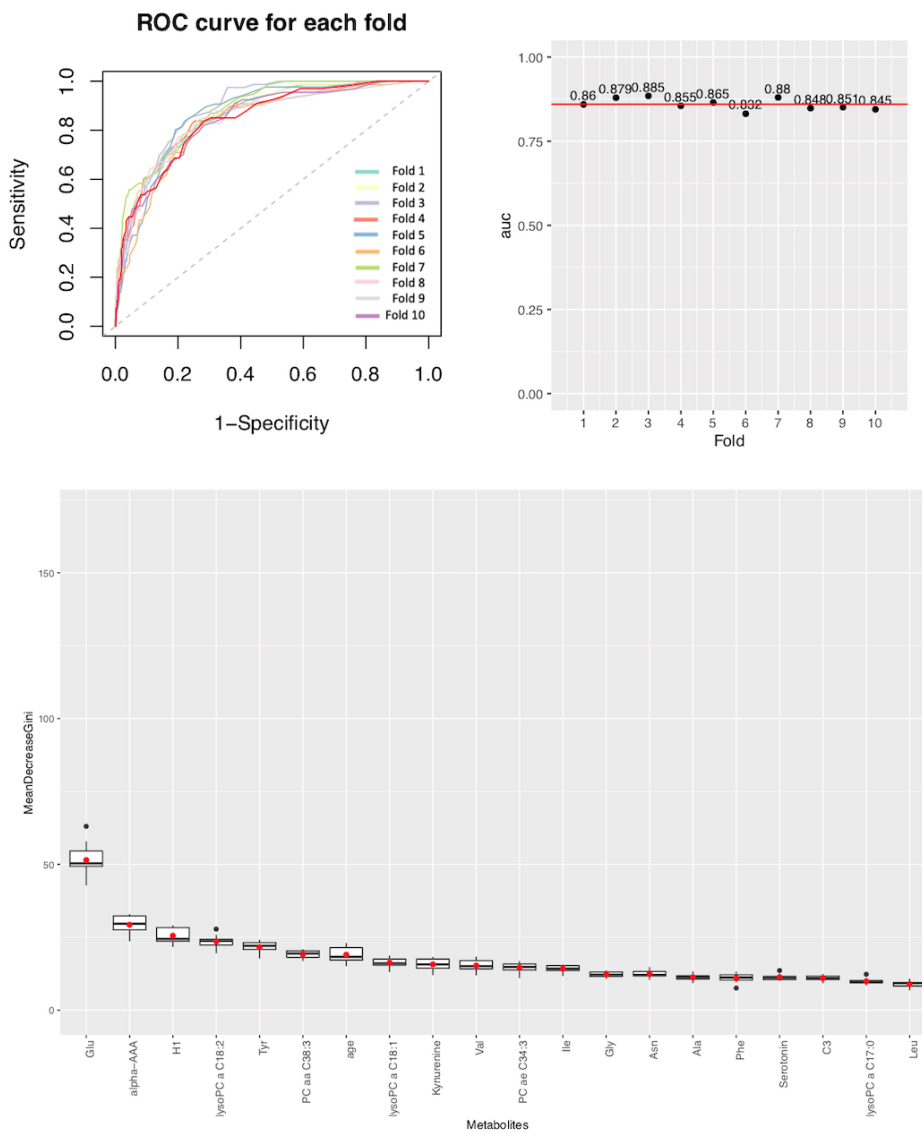 ROC curve for each fold
Sensitivity
1.0
0.8
0.6
0.4
0.2
0.0
Fold 1
Fold 2
Fold 3
Fold 4
Fold 5
Fold 6
Fold 7
Fold 8
Fold 9
Fold 10
0.0 0.2 0.4 0.6 0.8 1.0
1−Specificity
auc
1.00
0.75
0.50
0.25
0.00
0.86 0.879 0.885 0.855 0.865 0.832 0.88 0.848 0.851 0.845
1 2 3 4 5 6 7 8 9 10
Fold
MeanDecreaseGini
150
100
50
0
Glu
alpha−AAA
H1
lysoPC a C18:2
Tyr
PC aa C38:3
age
lysoPC a C18:1
Kynurenine
Val
PC ae C34:3
Ile
Gly
Asn
Ala
Phe
Serotonin
C3
lysoPC a C17:0
Leu
Metabolites